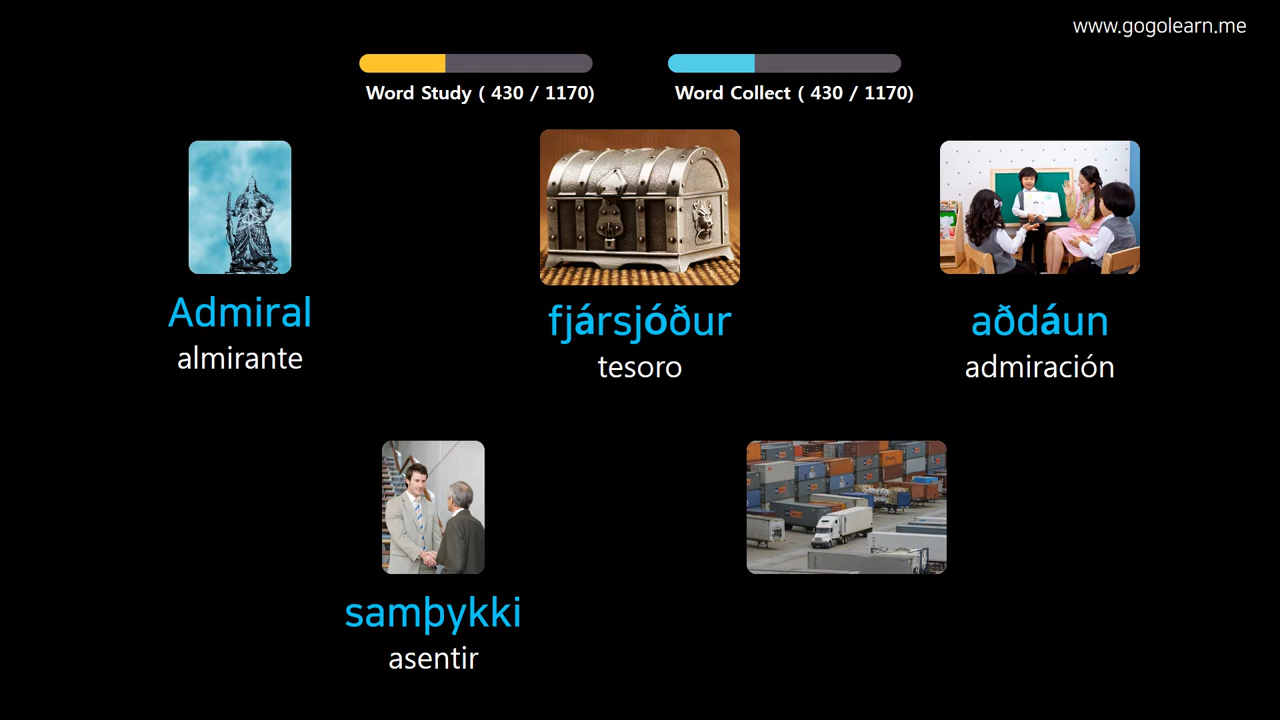 www.gogolearn.me
Word Study ( 430 / 1170)
Word Collect ( 430 / 1170)
Admiral
almirante
fjársjóður
tesoro
aðdáun
admiración
samþykki
asentir